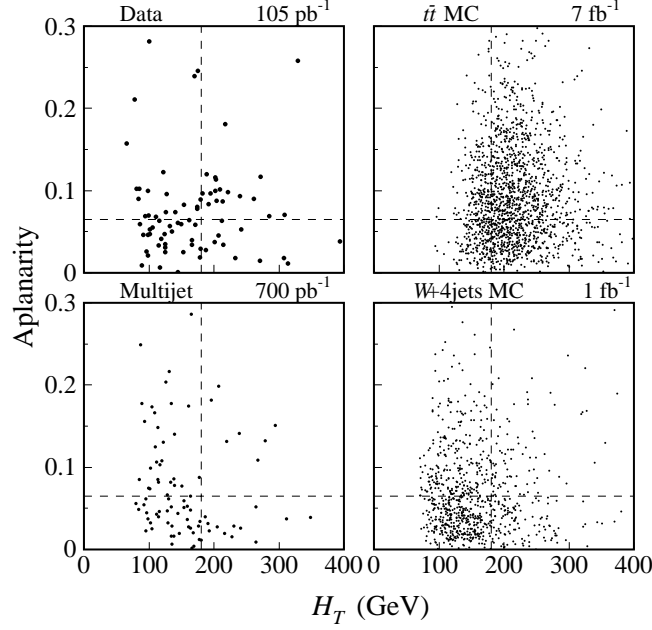 Data 105 pb⁻¹
tt̄ MC 7 fb⁻¹
0.3
0.2
0.1
0
Multijet 700 pb⁻¹
W+4jets MC 1 fb⁻¹
0.3
0.2
0.1
0
Aplanarity
0 100 200 300 400 0 100 200 300 400
H_T (GeV)